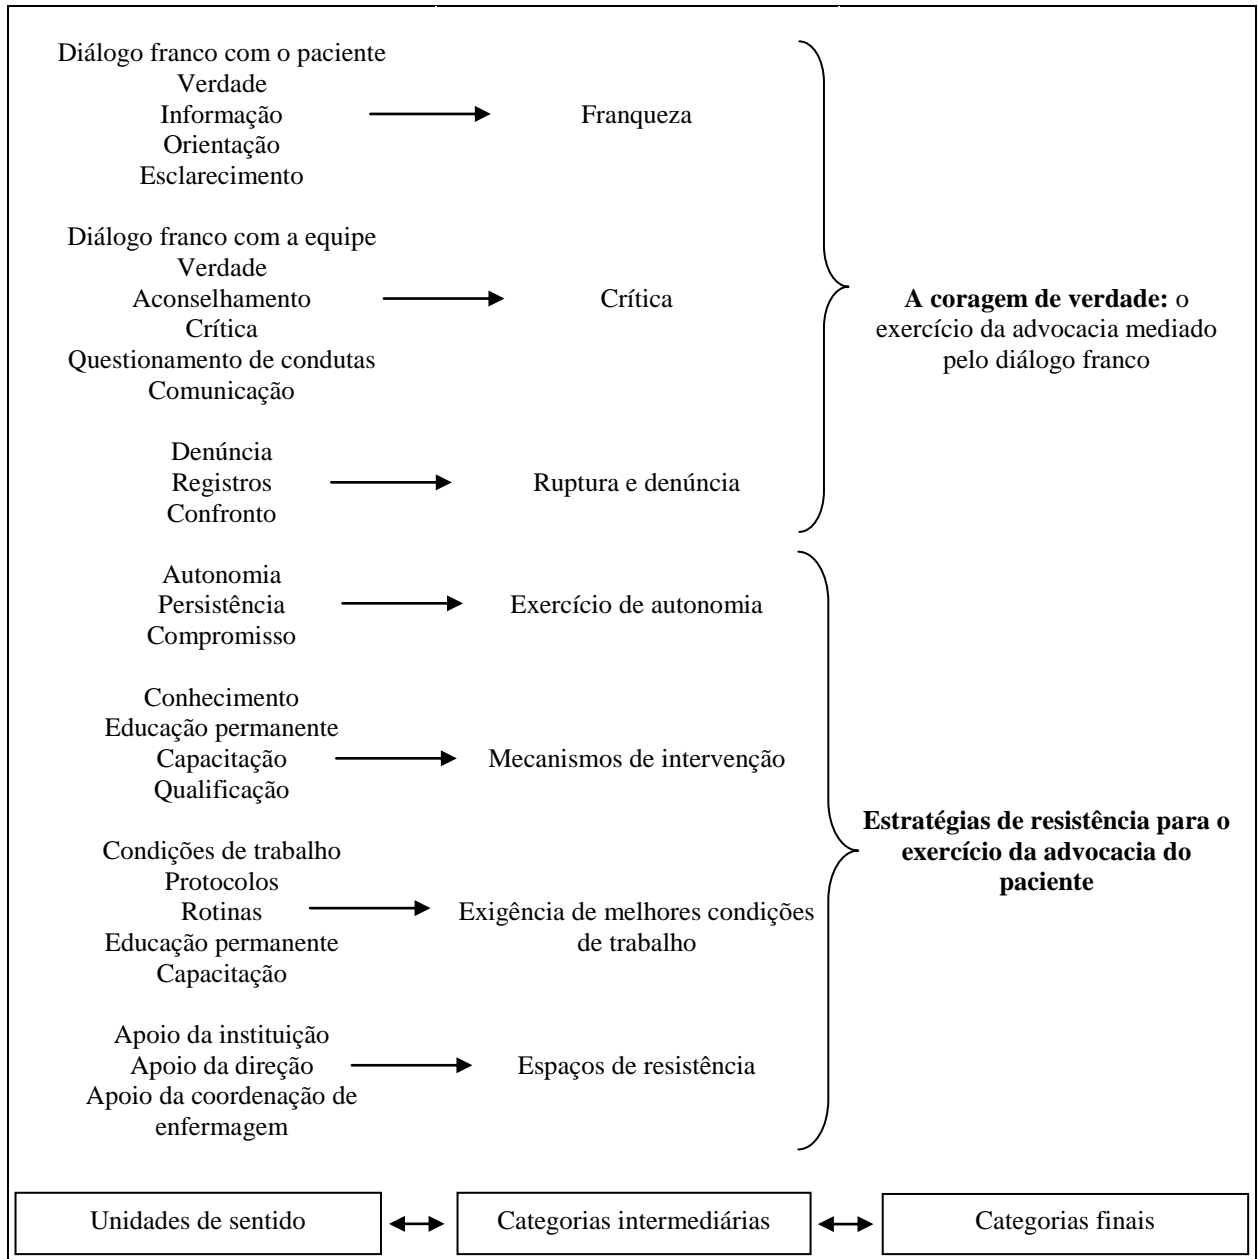 Diálogo franco com o paciente
Verdade
Informação
Orientação
Esclarecimento
Franqueza
Diálogo franco com a equipe
Verdade
Aconselhamento
Crítica
Questionamento de condutas
Comunicação
Crítica
Denúncia
Registros
Confronto
Ruptura e denúncia
A coragem de verdade: o
exercício da advocacia mediado
pelo diálogo franco
Autonomia
Persistência
Compromisso
Exercício de autonomia
Conhecimento
Educação permanente
Capacitação
Qualificação
Mecanismos de intervenção
Condições de trabalho
Protocolos
Rotinas
Educação permanente
Capacitação
Exigência de melhores condições
de trabalho
Apoio da instituição
Apoio da direção
Apoio da coordenação de
enfermagem
Espaços de resistência
Estratégias de resistência para o
exercício da advocacia do
paciente
Unidades de sentido
Categorias intermediárias
Categorias finais